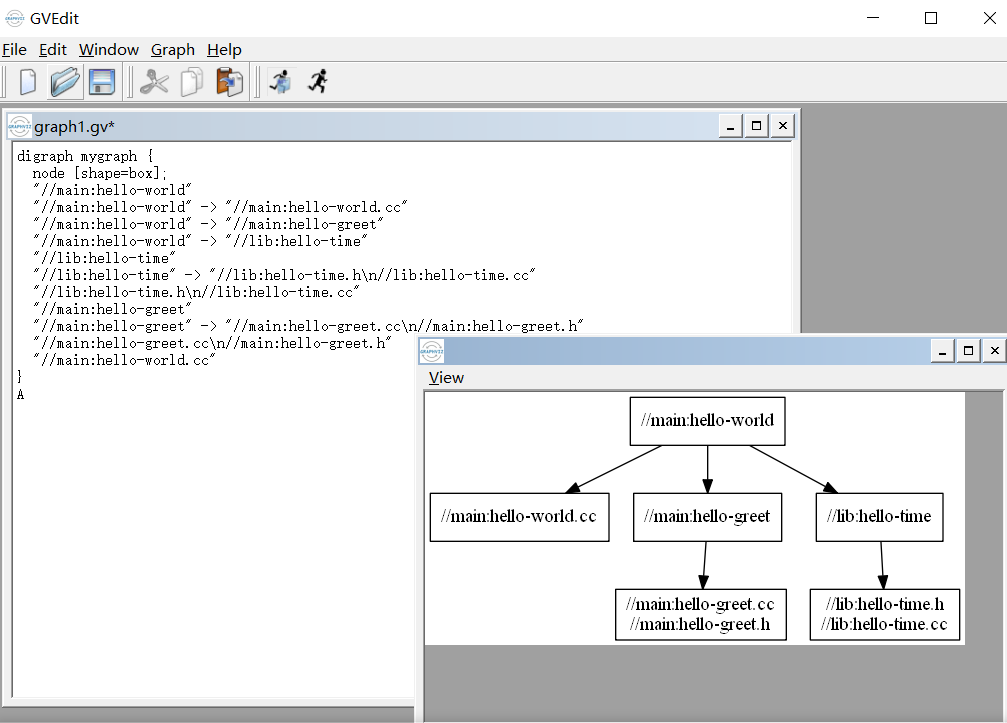 GVEdit
File Edit Window Graph Help
graph1.gv*
digraph mygraph {
  node [shape=box];
  "//main:hello-world"
  "//main:hello-world" -> "//main:hello-world.cc"
  "//main:hello-world" -> "//main:hello-greet"
  "//main:hello-world" -> "//lib:hello-time"
  "//lib:hello-time"
  "//lib:hello-time" -> "//lib:hello-time.h\n//lib:hello-time.cc"
  "//lib:hello-time.h\n//lib:hello-time.cc"
  "//main:hello-greet"
  "//main:hello-greet" -> "//main:hello-greet.cc\n//main:hello-greet.h"
  "//main:hello-greet.cc\n//main:hello-greet.h"
  "//main:hello-world.cc"
}
A
GRAPHVIZ
View
//main:hello-world
//main:hello-world.cc
//main:hello-greet
//lib:hello-time
//main:hello-greet.cc
//main:hello-greet.h
//lib:hello-time.h
//lib:hello-time.cc